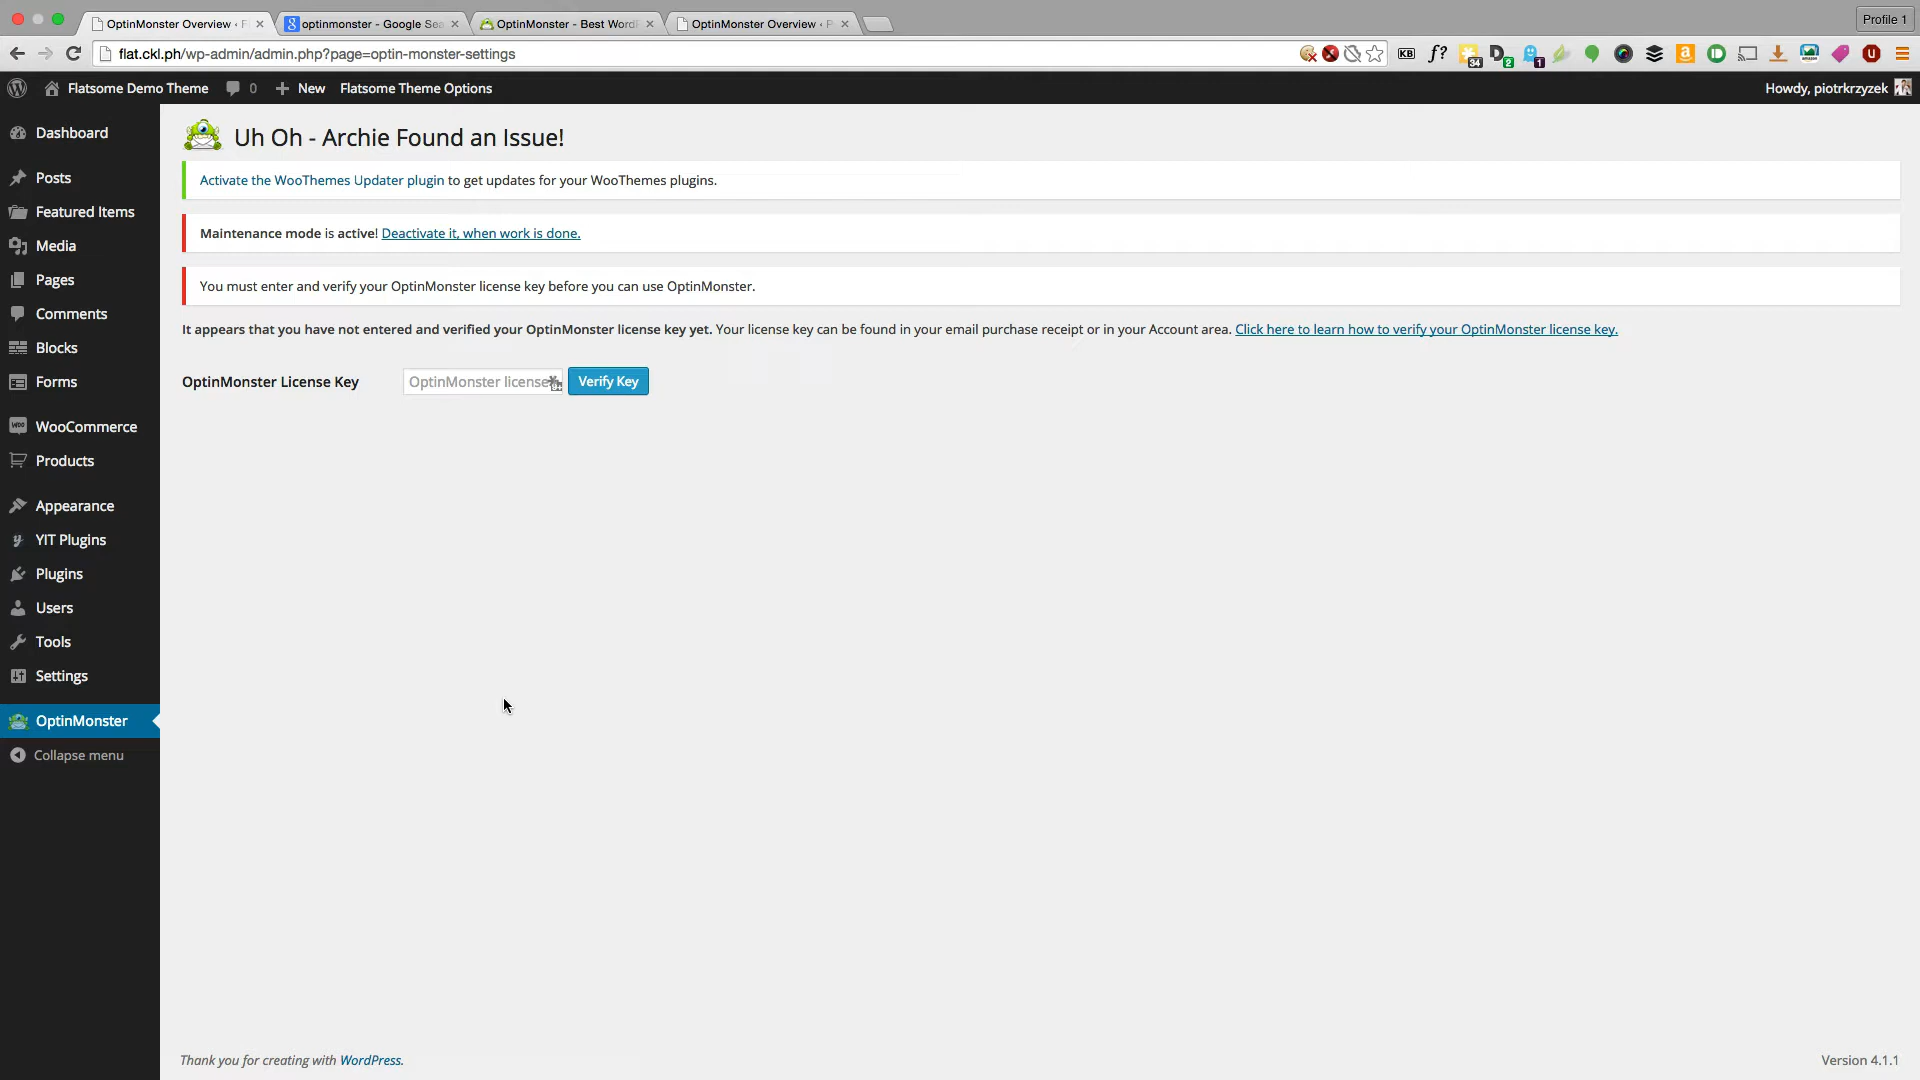 OptinMonster Overview ‹ F
optinmonster - Google Sea
OptinMonster - Best WordP
OptinMonster Overview ‹ P
Profile 1
flat.ckl.ph/wp-admin/admin.php?page=optin-monster-settings
KB
f?
34
D
2
1
a
U
Flatsome Demo Theme
0
New
Flatsome Theme Options
Howdy, piotrkrzyzek
Dashboard
Posts
Featured Items
Media
Pages
Comments
Blocks
Forms
WooCommerce
Products
Appearance
YIT Plugins
Plugins
Users
Tools
Settings
OptinMonster
Collapse menu
Uh Oh - Archie Found an Issue!
Activate the WooThemes Updater plugin to get updates for your WooThemes plugins.
Maintenance mode is active! Deactivate it, when work is done.
You must enter and verify your OptinMonster license key before you can use OptinMonster.
It appears that you have not entered and verified your OptinMonster license key yet. Your license key can be found in your email purchase receipt or in your Account area. Click here to learn how to verify your OptinMonster license key.
OptinMonster License Key
OptinMonster license
Verify Key
Thank you for creating with WordPress.
Version 4.1.1